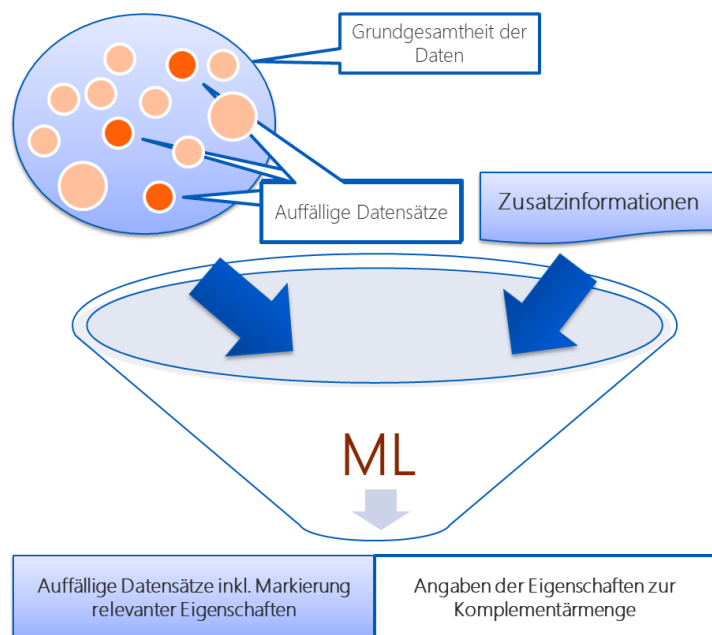 Grundgesamtheit der
Daten
Auffällige Datensätze
Zusatzinformationen
ML
Auffällige Datensätze inkl. Markierung
relevanter Eigenschaften
Angaben der Eigenschaften zur
Komplementärmenge